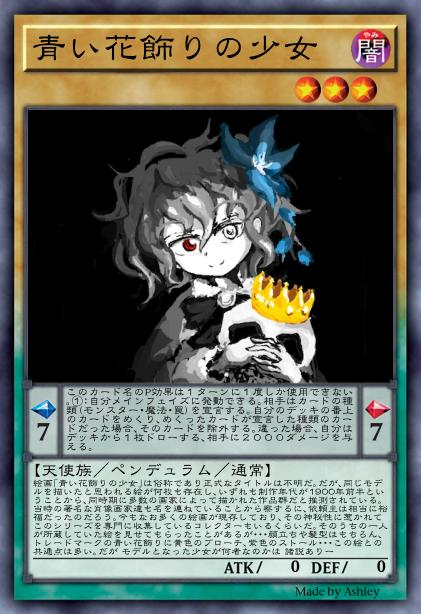 青い花飾りの少女
やみ
闇
このカード名のP効果は1ターンに1度しか使用できない
。①:自分メインフェイズに発動できる。相手はカードの種
類(モンスター・魔法・罠)を宣言する。自分のデッキの番上
のカードをめくり、めくったカードが宣言した種類のカー
ドだった場合、そのカードを除外する。違った場合、自分は
デッキから1枚ドローする、相手に2000ダメージを与
える。
7
7
【天使族/ペンデュラム/通常】
絵画「青い花飾りの少女」は俗称であり正式なタイトルは不明だ。だが、同じモデ
ルを描いたと思われる絵が何枚も存在し、いずれも制作年代が1900年前半とい
うことから、同時期に多数の画家によって描かれた作品群だと推測されている。
当時の著名な肖像画家達も名を連ねていることから察するに、依頼主は相当に裕
福だったのだろう。今もなお多くの絵画が現存しており、その神秘性に惹かれて
このシリーズを専門に収集しているコレクターもいるくらいだ。そのうちの一人
が所蔵していた絵を見せてもらったことがあるが・・・顔立ちや髪型はもちろん、
トレードマークの青い花飾りに黄色のブローチ、紫色のストール・・・この絵との
共通点は多い。だが モデルとなった少女が何者なのかは 諸説ありー
ATK/ 0 DEF/ 0
Made by Ashley